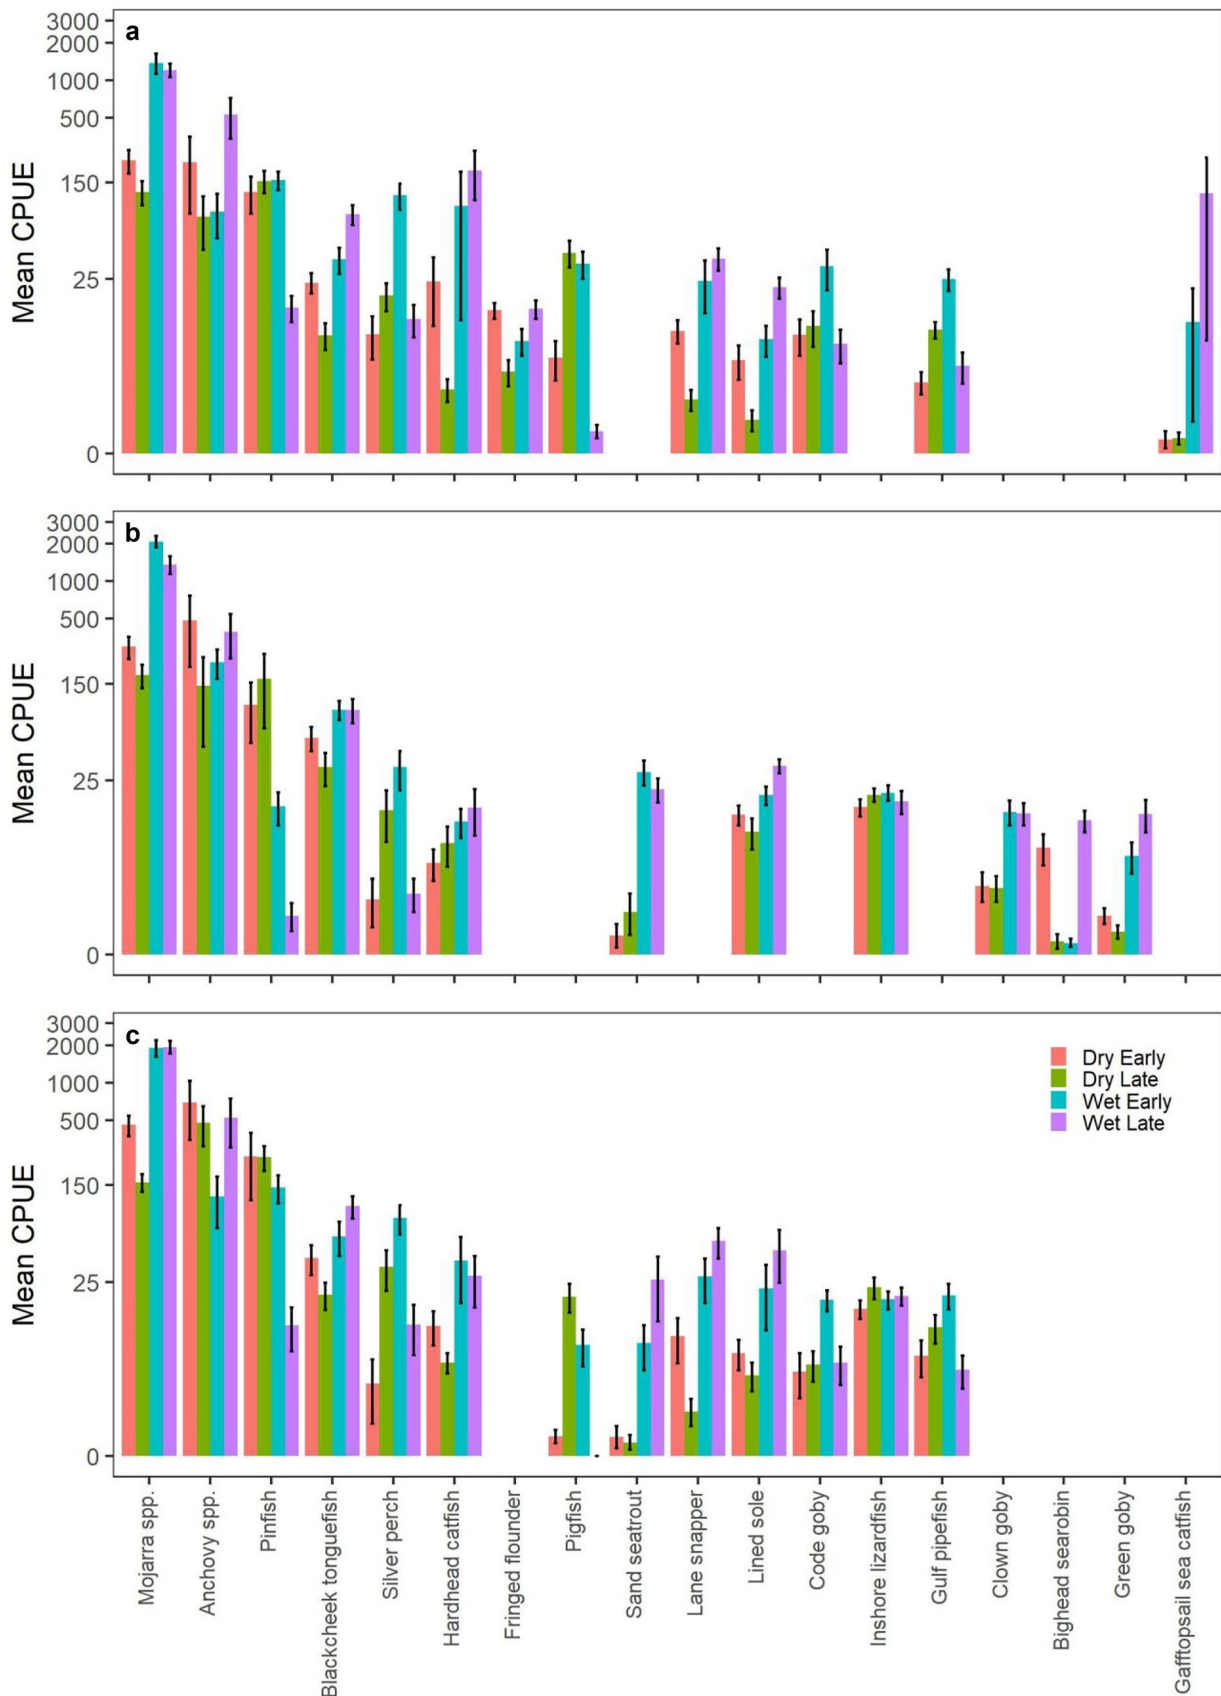 a
3000
2000
1000
500
150
25
0
Mean CPUE
b
3000
2000
1000
500
150
25
0
Mean CPUE
c
3000
2000
1000
500
150
25
0
Mean CPUE
Dry Early
Dry Late
Wet Early
Wet Late
Mojarra spp.
Anchovy spp.
Pinfish
Blackcheek tonguefish
Silver perch
Hardhead catfish
Fringed flounder
Pigfish
Sand seatrout
Lane snapper
Lined sole
Code goby
Inshore lizardfish
Gulf pipefish
Clown goby
Bighead searobin
Green goby
Gafftopsail sea catfish